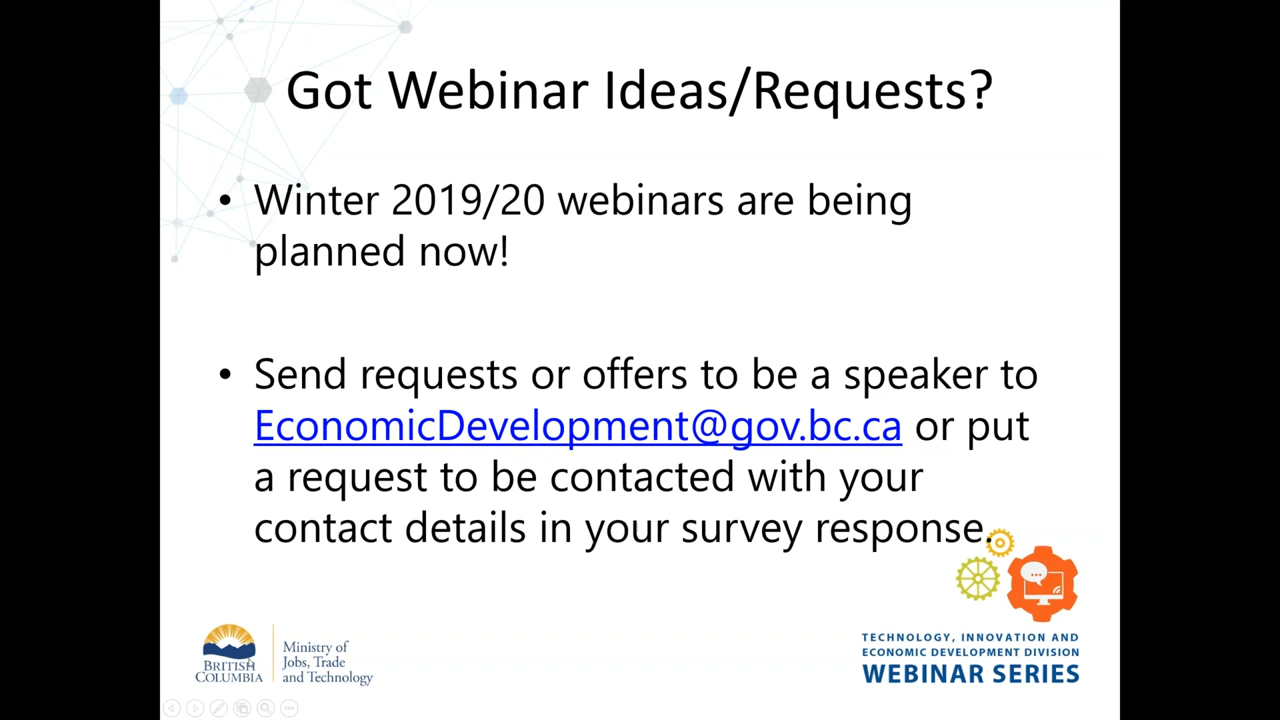 Got Webinar Ideas/Requests?
• Winter 2019/20 webinars are being
planned now!
• Send requests or offers to be a speaker to
EconomicDevelopment@gov.bc.ca or put
a request to be contacted with your
contact details in your survey response.
BRITISH
COLUMBIA
Ministry of
Jobs, Trade
and Technology
TECHNOLOGY, INNOVATION AND
ECONOMIC DEVELOPMENT DIVISION
WEBINAR SERIES